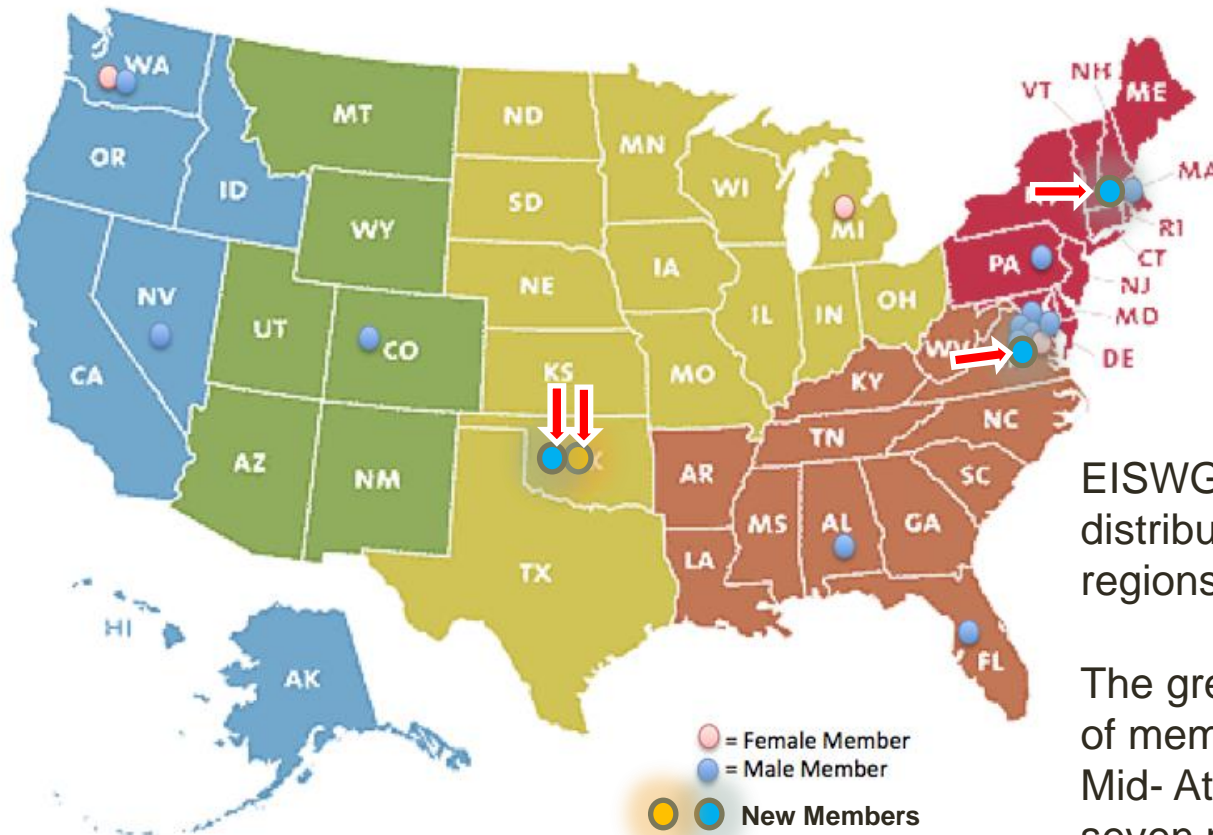 WA
MT
ND
MN
VT
NH
ME
OR
ID
SD
WI
MA
WY
MI
RI
NV
NE
IA
PA
CT
NJ
UT
CO
IL
IN
OH
MD
CA
KS
MO
WV
DE
KY
AZ
NM
TN
NC
AR
SC
MS
AL
GA
LA
TX
FL
HI
AK
= Female Member
= Male Member
New Members
EISWG
distribu
regions
The gre
of mem
Mid- At